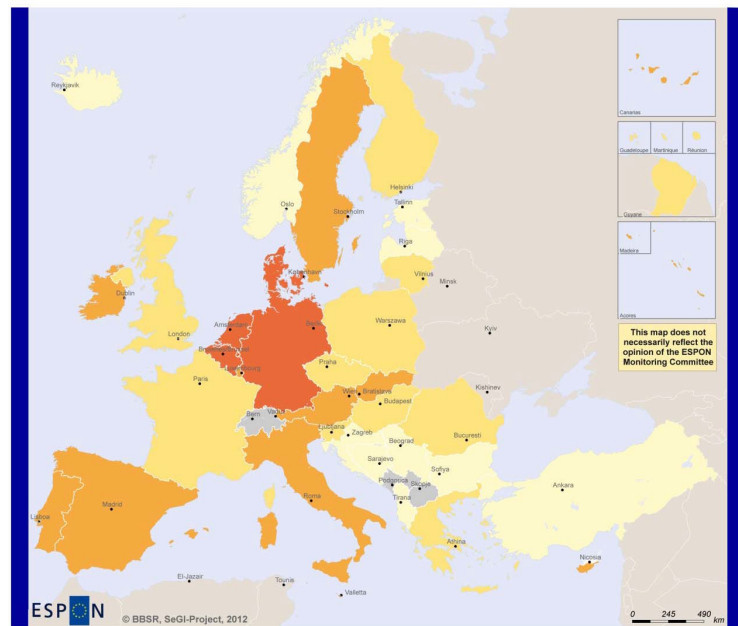 Reykjavik
Canarias
Guadeloupe
Martinique
Réunion
Guyane
Madeira
Acores
This map does not
necessarily reflect the
opinion of the ESPON
Monitoring Committee
Helsinki
Tallinn
Oslo
Stockholm
Riga
København
Vilnius
Minsk
Dublin
Amsterdam
Berlin
Warszawa
London
Kyiv
Luxembourg
Praha
Paris
Wien
Bratislava
Kishinev
Budapest
Bern
Vaduz
Ljubljana
Zagreb
Beograd
Bucuresti
Sarajevo
Sofiya
Podgorica
Skopje
Ankara
Tirana
Roma
Madrid
Lisboa
Athina
Nicosia
El-Jazair
Tounis
Valletta
ESPON
© BBSR, SeGI-Project, 2012
0 245 490
km